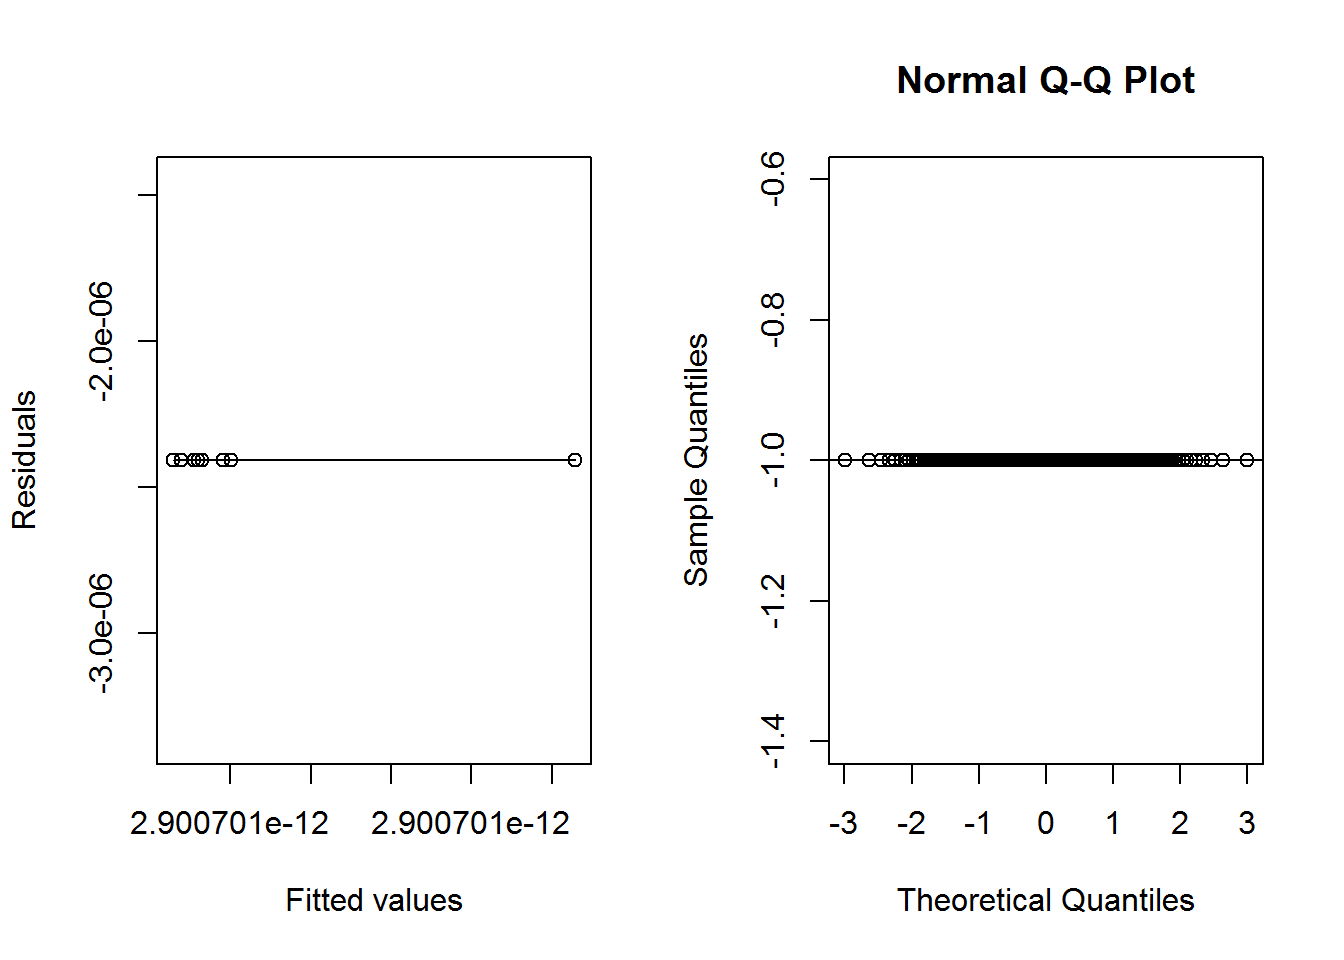 Residuals
-2.0e-06
-3.0e-06
2.900701e-12 2.900701e-12
Fitted values
Normal Q-Q Plot
Sample Quantiles
-0.6
-0.8
-1.0
-1.2
-1.4
-3 -2 -1 0 1 2 3
Theoretical Quantiles